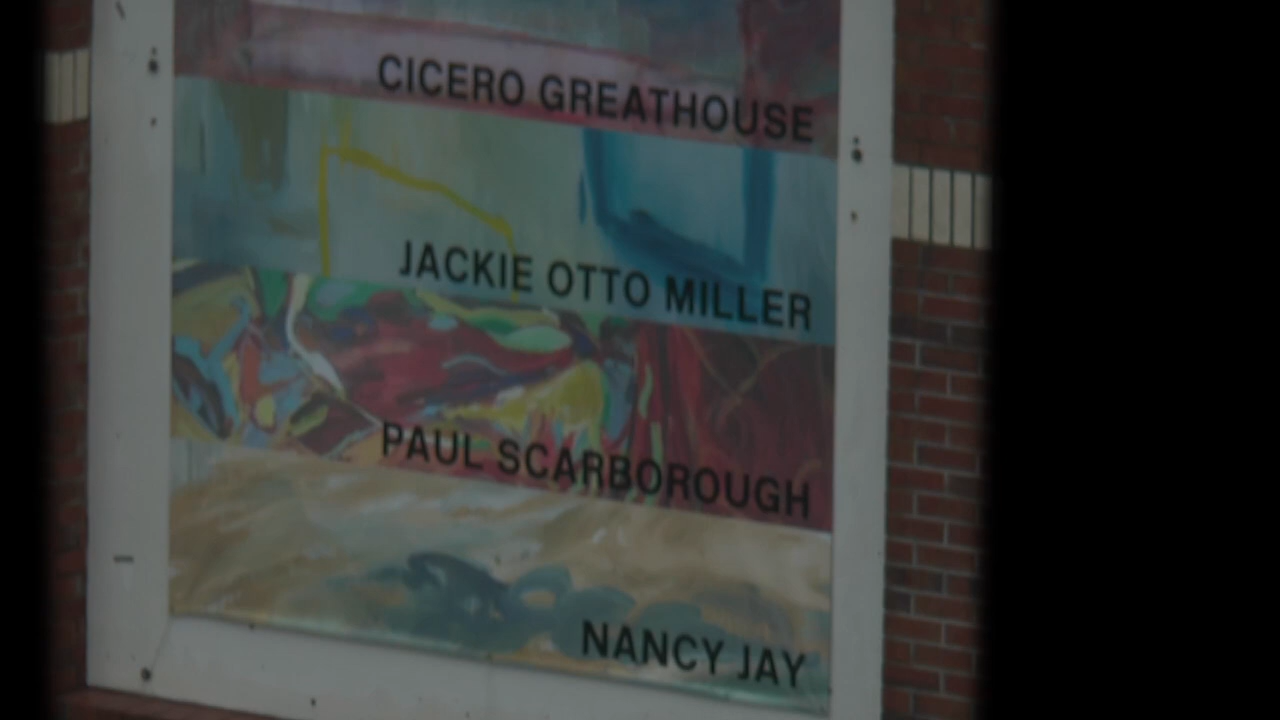 CICERO GREATHOUSE
JACKIE OTTO MILLER
PAUL SCARBOROUGH
NANCY JAY